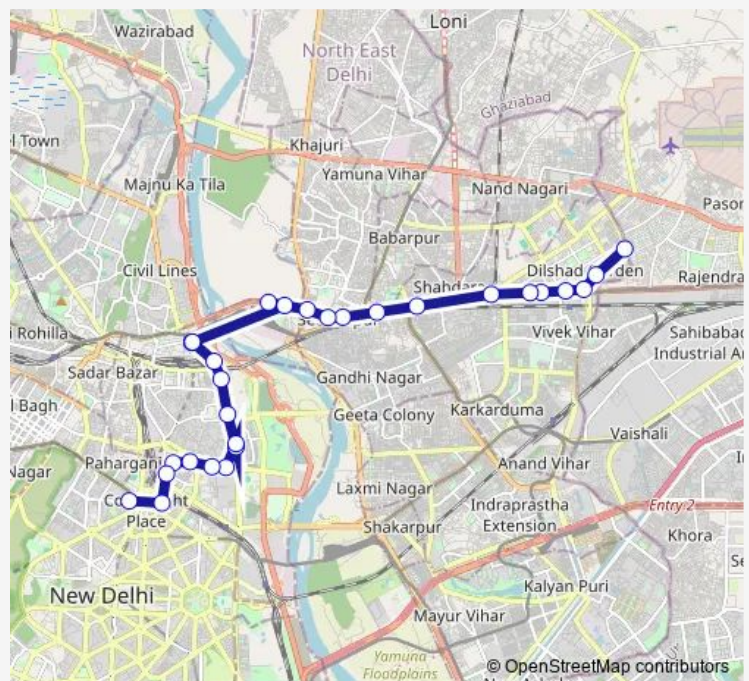 Loni
Wazirabad
North East
Delhi
Ghaziabad
l Town
Khajuri
Yamuna Vihar
Majnu Ka Tila
Nand Nagari
Pason
Babarpur
Civil Lines
Dilshad
den
Rajendra
Shahdara
i Rohilla
Vivek Vihar
Sahibabad
Industrial Ar
Sadar Bazar
Gandhi Nagar
l Bagh
Geeta Colony
Karkarduma
Vaishali
Paharganj
Nagar
Anand Vihar
Laxmi Nagar
Place
Indraprastha
Extension
Entry 2
Shakarpur
Khora
New Delhi
Kalyan Puri
Mayur Vihar
Yamuna
Floodplains
© OpenStreetMap contributors